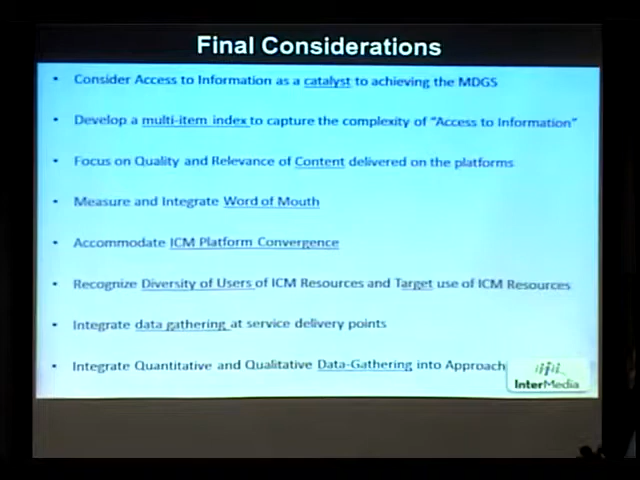 Final Considerations
• Consider Access to Information as a catalyst to achieving the MDGS
• Develop a multi-item index to capture the complexity of "Access to Information"
• Focus on Quality and Relevance of Content delivered on the platforms
• Measure and Integrate Word of Mouth
• Accommodate ICM Platform Convergence
• Recognize Diversity of Users of ICM Resources and Target use of ICM Resources
• Integrate data gathering at service delivery points
• Integrate Quantitative and Qualitative Data-Gathering into Approach
InterMedia